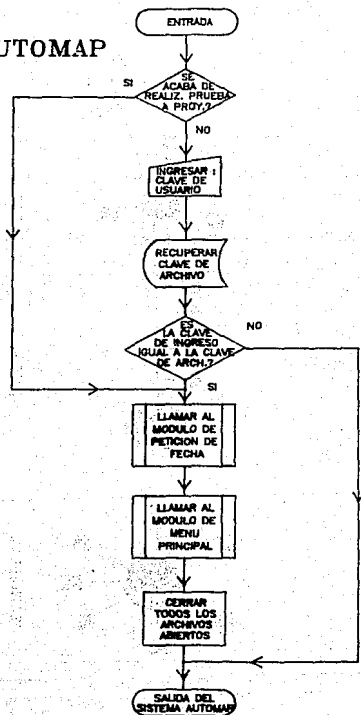 ENTRADA
UTOMAP
SE
ACABA DE
REALIZ. PRUEBA
A PROY.?
SI
NO
INGRESAR :
CLAVE DE
USUARIO
RECUPERAR
CLAVE DE
ARCHIVO
ES
LA CLAVE
DE INGRESO
IGUAL A LA CLAVE
DE ARCH.?
NO
SI
LLAMAR AL
MODULO DE
PETICION DE
FECHA
LLAMAR AL
MODULO DE
MENU
PRINCIPAL
CERRAR
TODOS LOS
ARCHIVOS
ABIERTOS
SALIDA DEL
SISTEMA AUTOMAP